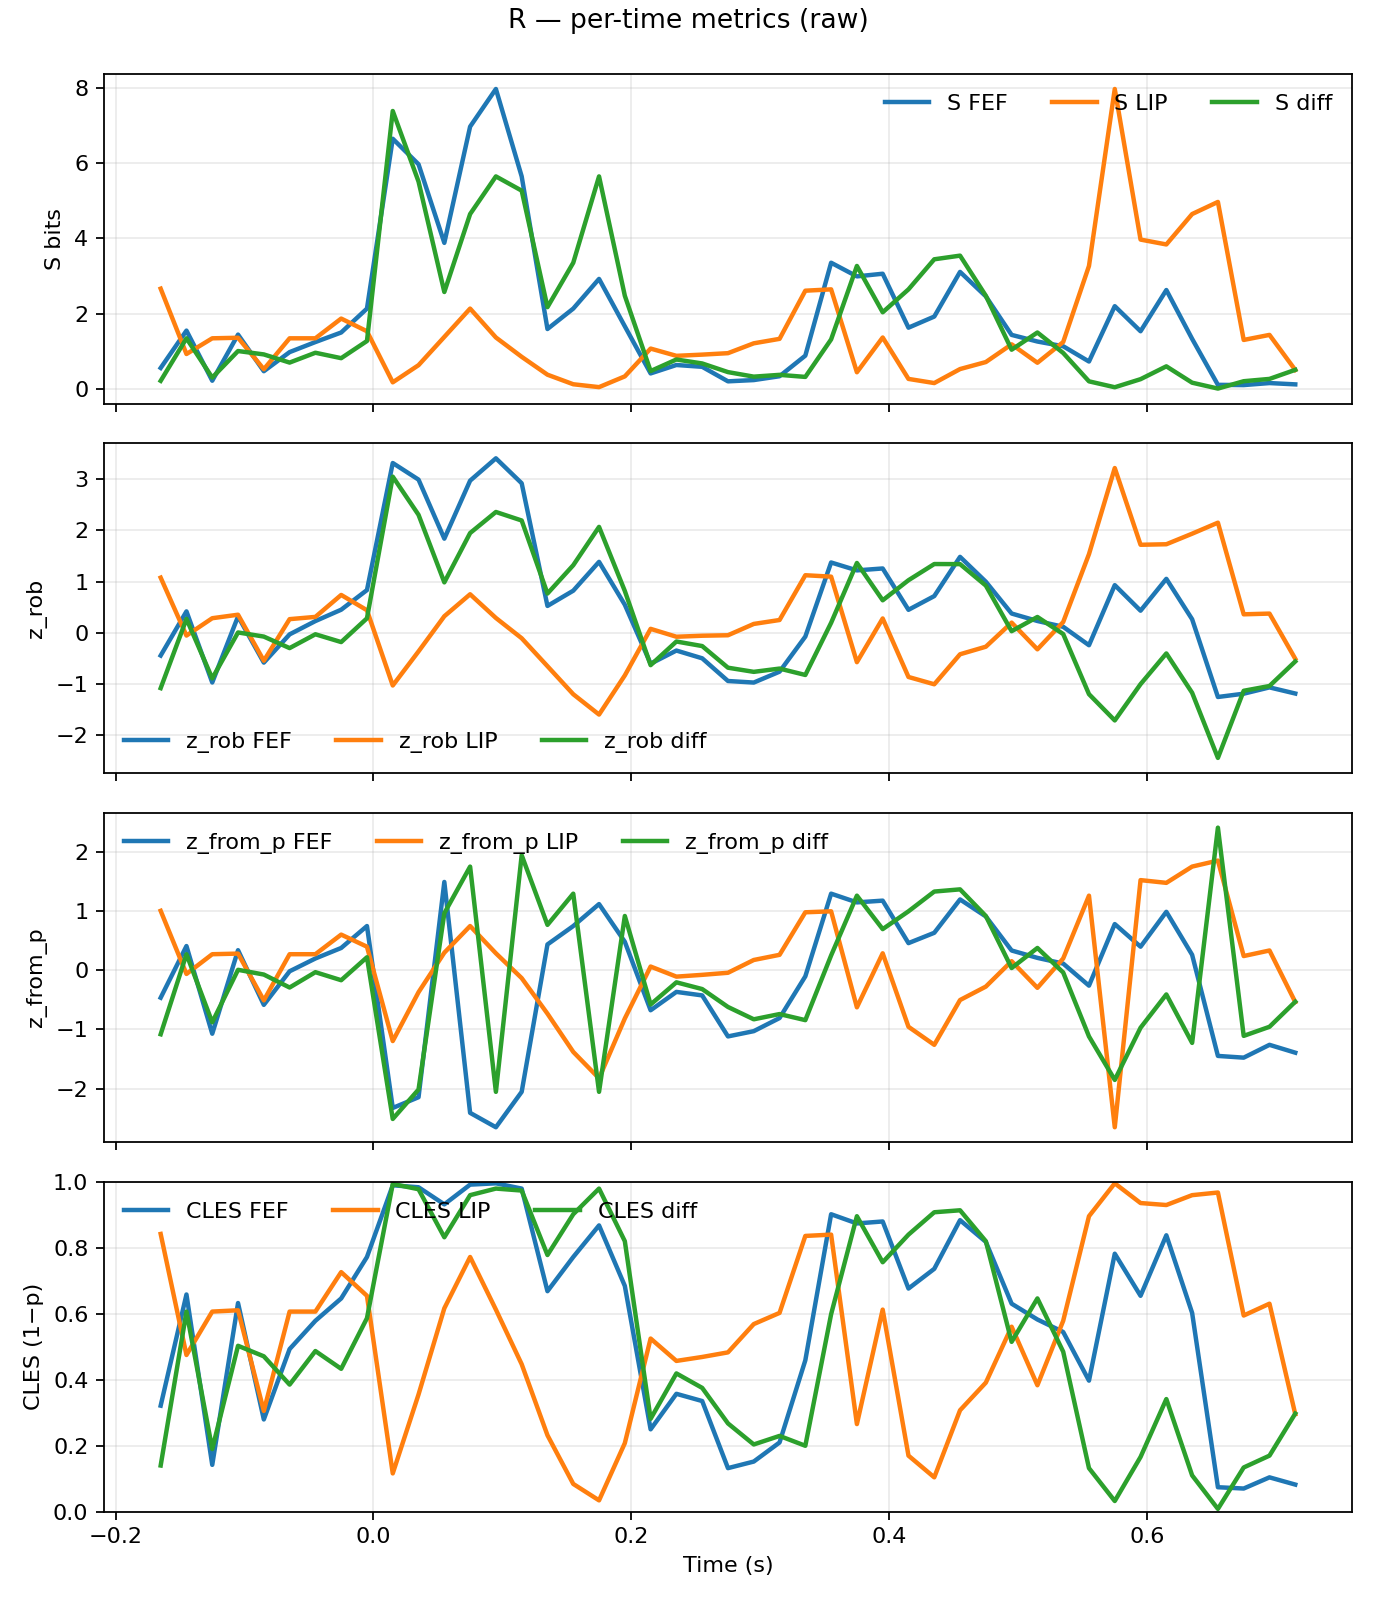 R — per-time metrics (raw)
8
6
4
2
0
S bits
S FEF S LIP S diff
3
2
1
0
−1
−2
z_rob
z_rob FEF z_rob LIP z_rob diff
2
1
0
−1
−2
z_from_p
z_from_p FEF z_from_p LIP z_from_p diff
1.0
0.8
0.6
0.4
0.2
0.0
CLES (1−p)
CLES FEF CLES LIP CLES diff
−0.2 0.0 0.2 0.4 0.6
Time (s)